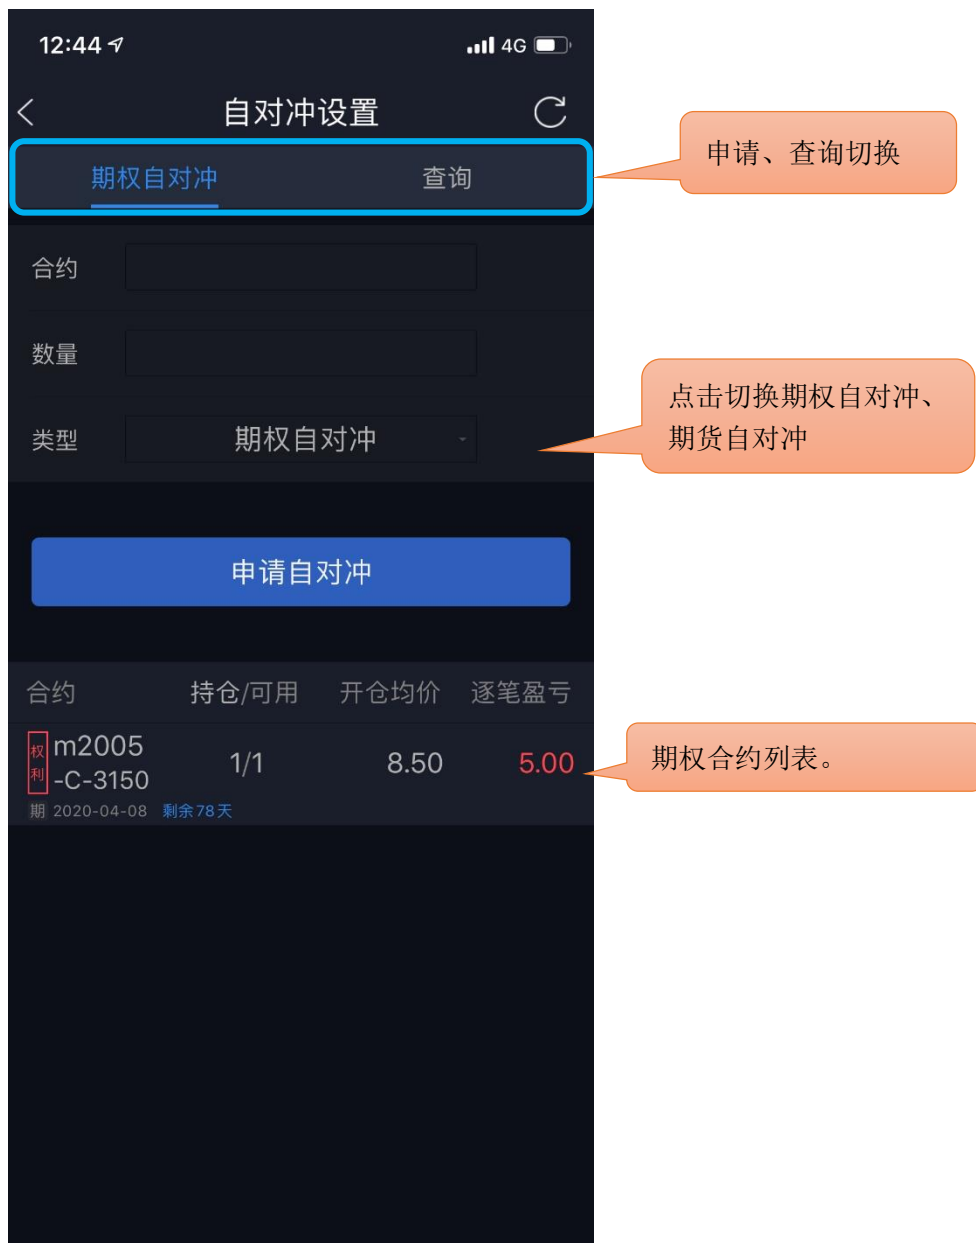 12:44
4G
自对冲设置
期权自对冲 查询
申请、查询切换
合约
数量
类型 期权自对冲
点击切换期权自对冲、
期货自对冲
申请自对冲
合约 持仓/可用 开仓均价 逐笔盈亏
权利 m2005
-C-3150 1/1 8.50 5.00
期 2020-04-08 剩余78天
期权合约列表。